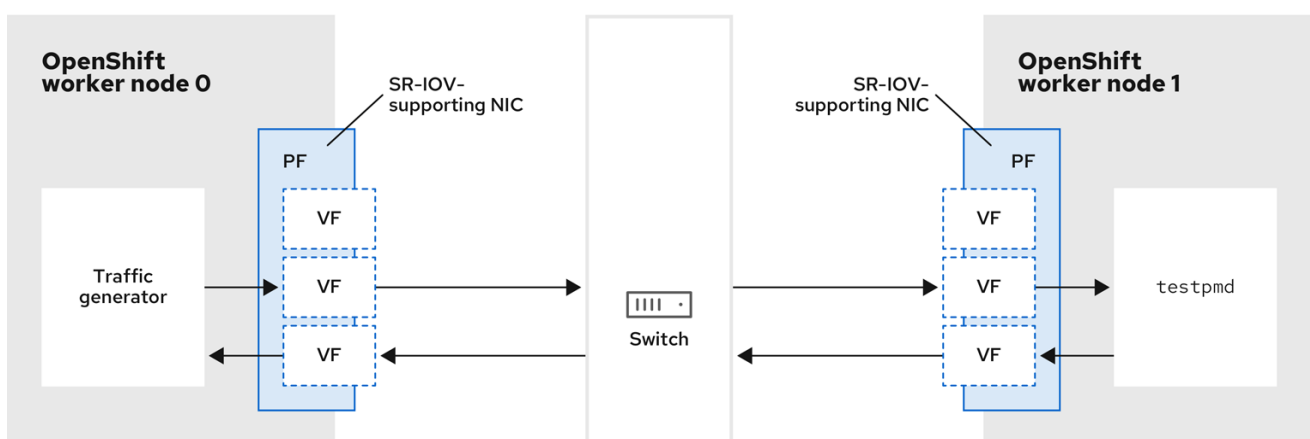 OpenShift
worker node 0
SR-IOV-
supporting NIC
PF
VF
VF
VF
Traffic
generator
Switch
SR-IOV-
supporting NIC
OpenShift
worker node 1
PF
VF
VF
VF
testpmd